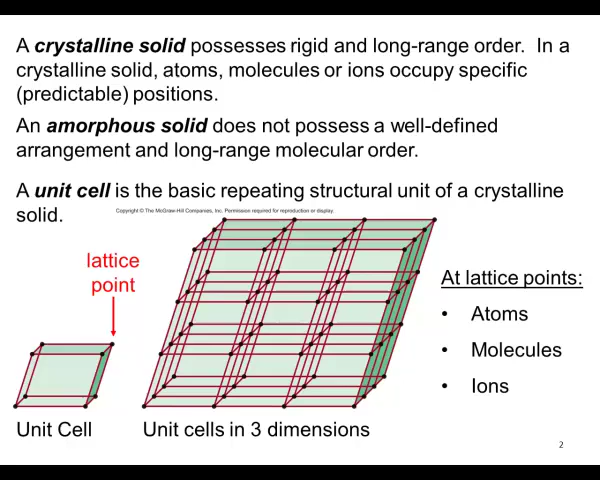 A crystalline solid possesses rigid and long-range order. In a
crystalline solid, atoms, molecules or ions occupy specific
(predictable) positions.
An amorphous solid does not possess a well-defined
arrangement and long-range molecular order.
A unit cell is the basic repeating structural unit of a crystalline
solid.
Copyright © The McGraw-Hill Companies, Inc. Permission required for reproduction or display.
lattice
point
At lattice points:
• Atoms
• Molecules
• Ions
Unit Cell
Unit cells in 3 dimensions
2